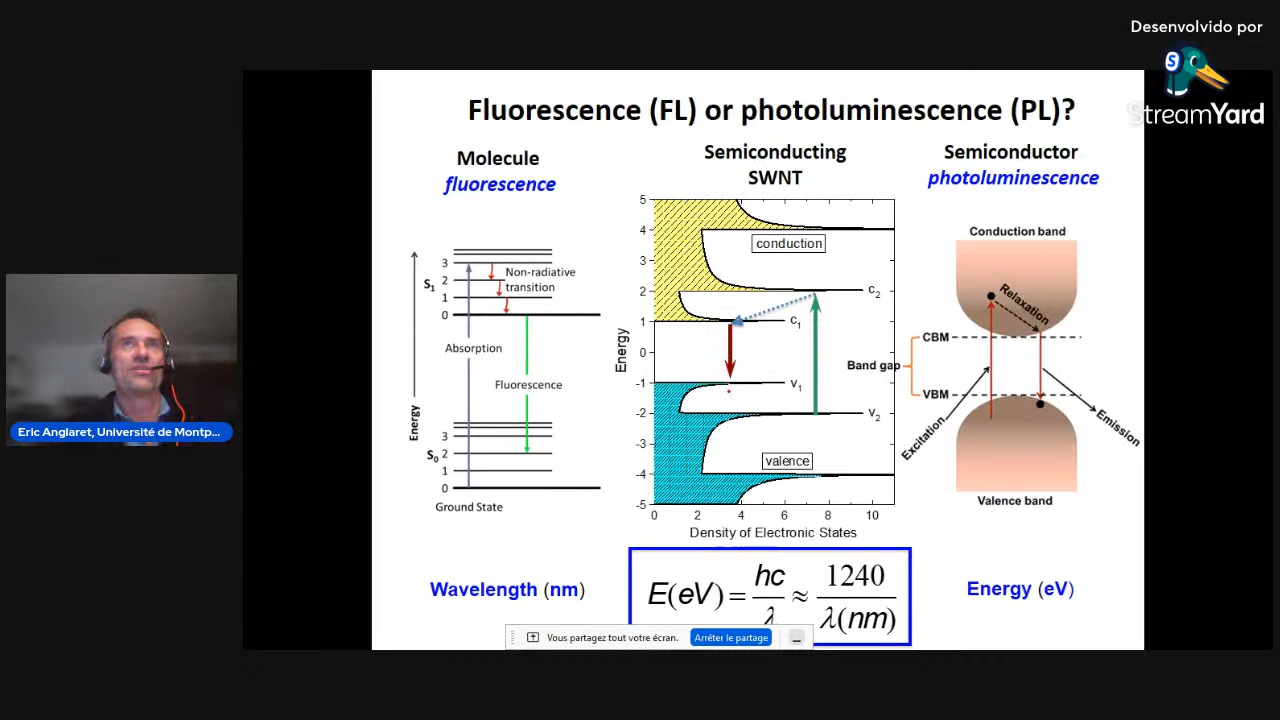 Desenvolvido por
StreamYard
Fluorescence (FL) or photoluminescence (PL)?
Molecule
fluorescence
Semiconducting
SWNT
Semiconductor
photoluminescence
Energy
S1
3
2
1
0
Non-radiative
transition
Absorption
Fluorescence
S0
3
2
1
0
Ground State
Energy
5
4
3
2
1
0
-1
-2
-3
-4
-5
conduction
c2
c1
v1
v2
valence
0
2
4
6
8
10
Density of Electronic States
Conduction band
Relaxation
CBM
Band gap
VBM
Excitation
Emission
Valence band
Eric Anglaret, Université de Montp...
Wavelength (nm)
E(eV) = hc/λ ≈ 1240/λ(nm)
Energy (eV)
Vous partagez tout votre écran.
Arrêter le partage